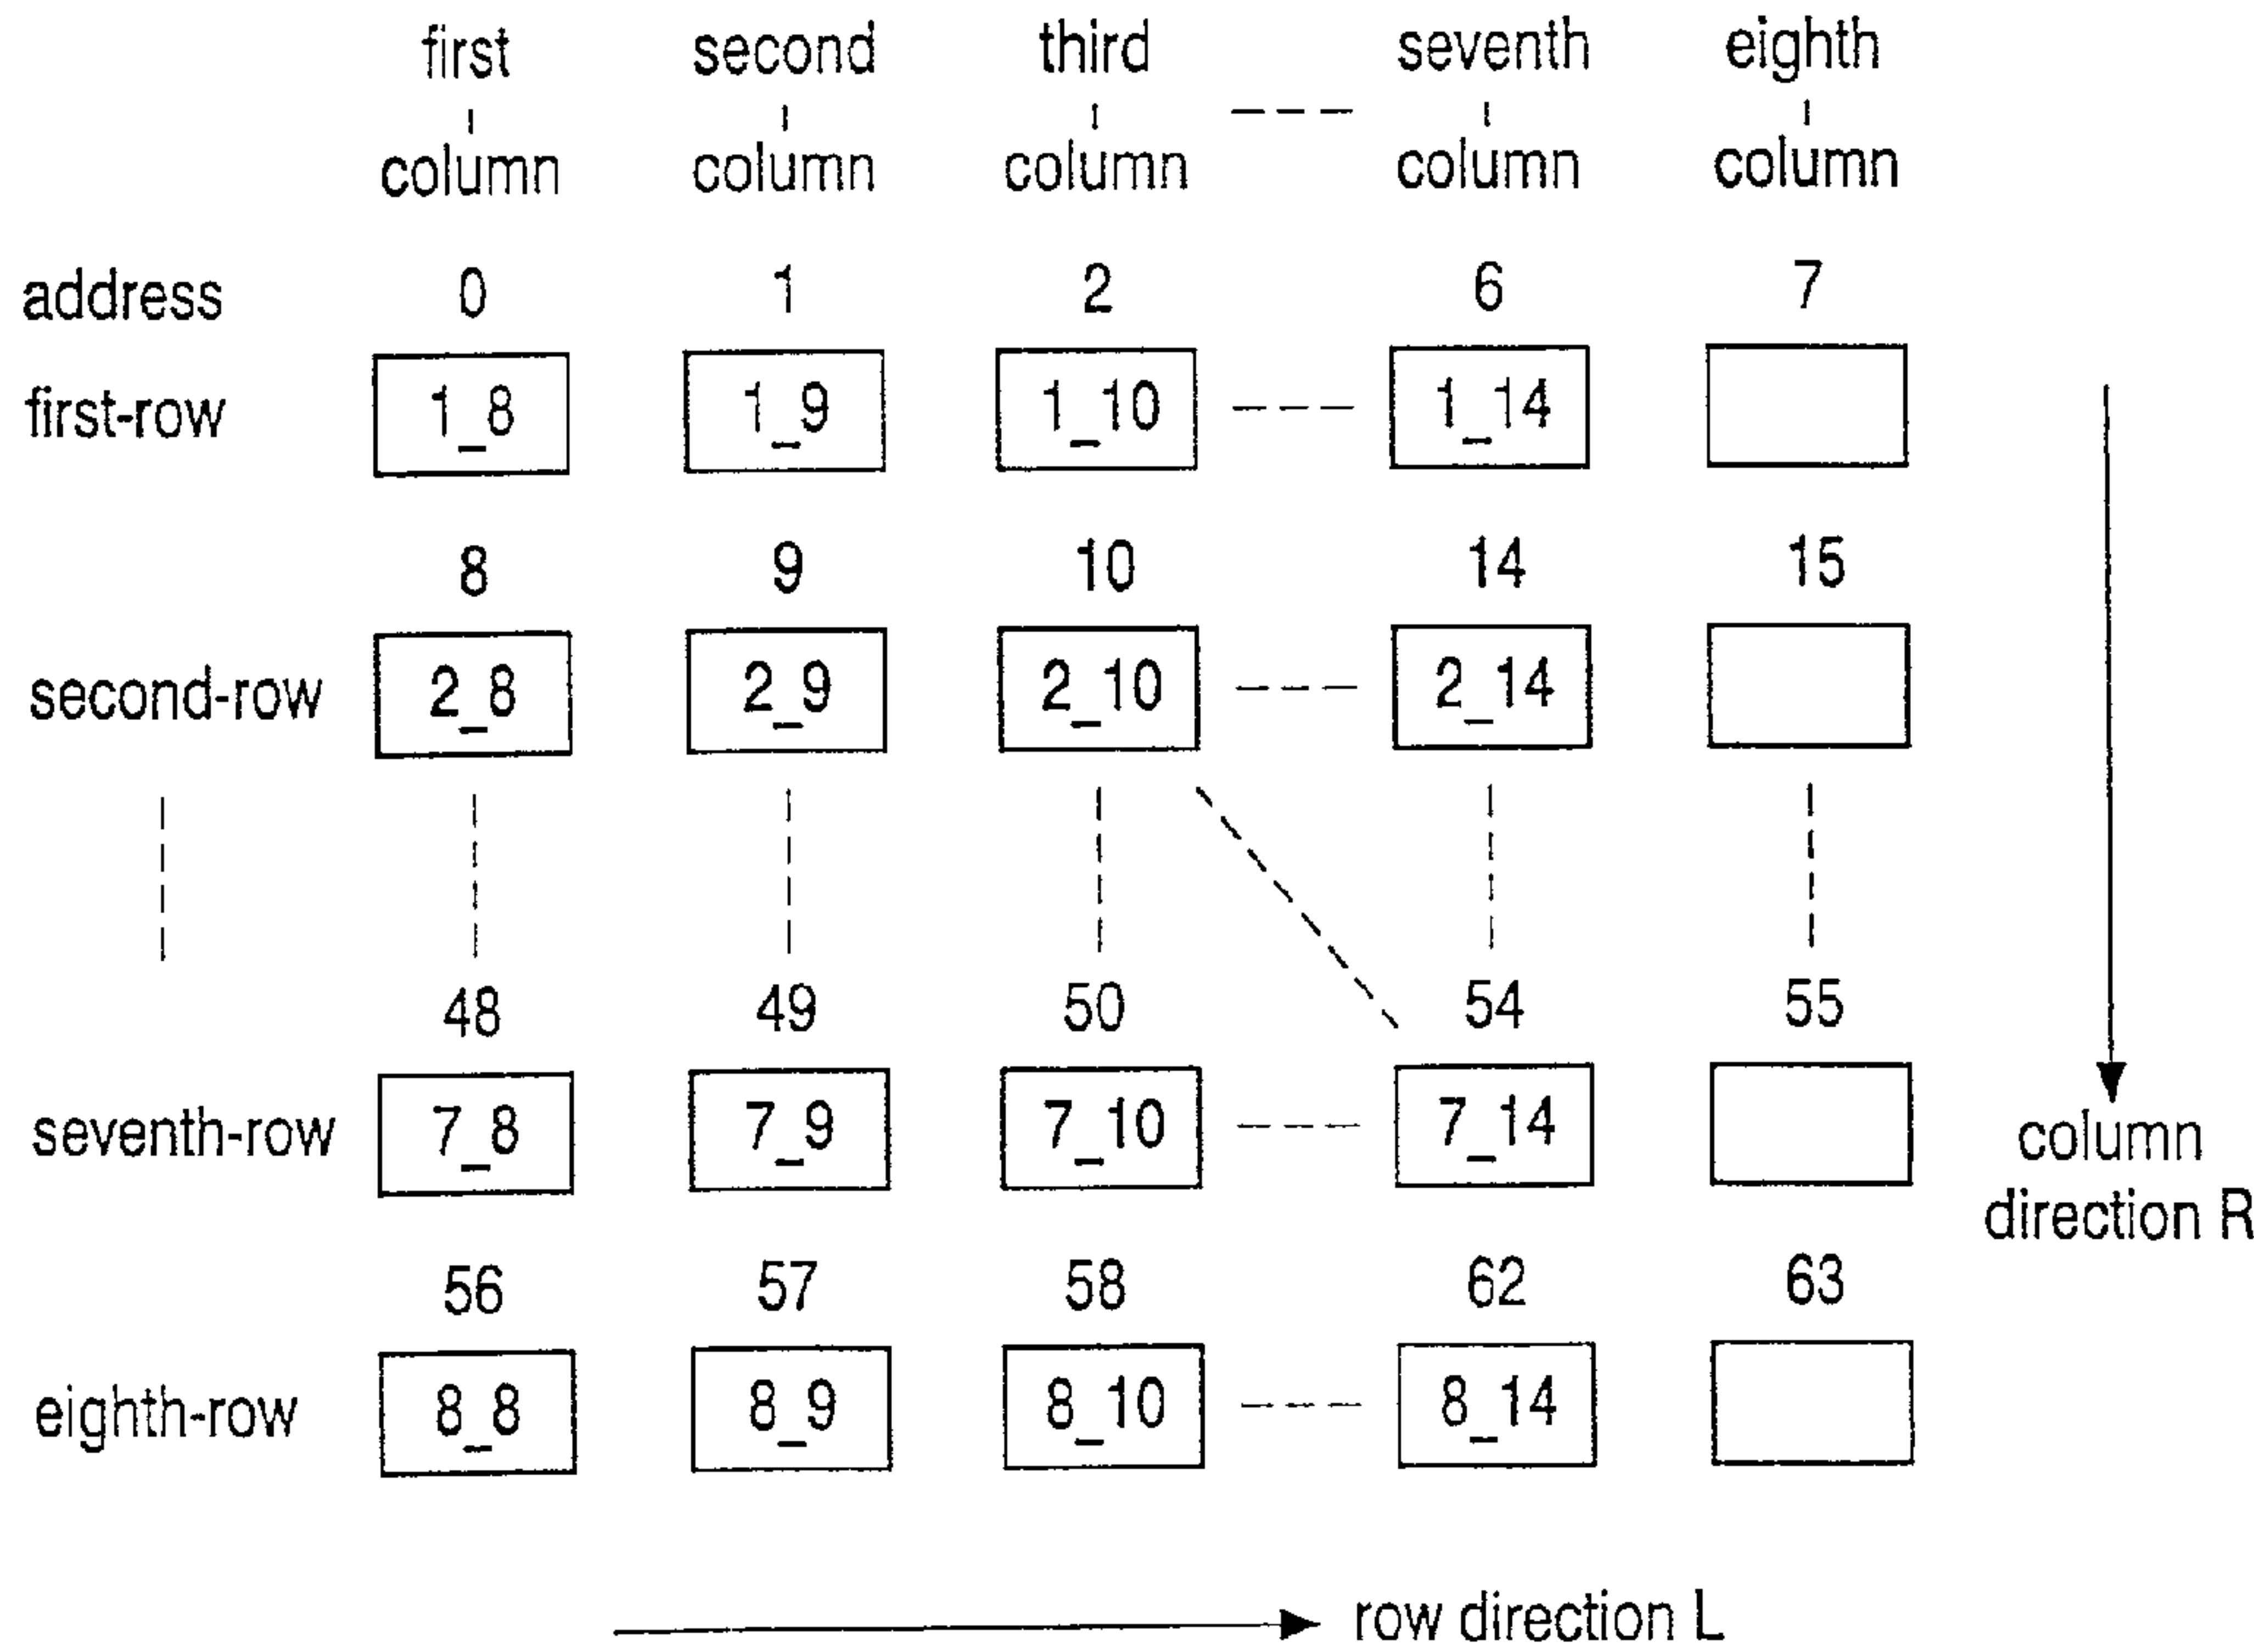 first second third seventh eighth
column column column column column
address 0 1 2 6 7
first-row 1_8 1_9 1_10 1_14
8 9 10 14 15
second-row 2_8 2_9 2_10 2_14
48 49 50 54 55
seventh-row 7_8 7_9 7_10 7_14
column
direction R
56 57 58 62 63
eighth-row 8_8 8_9 8_10 8_14
row direction L